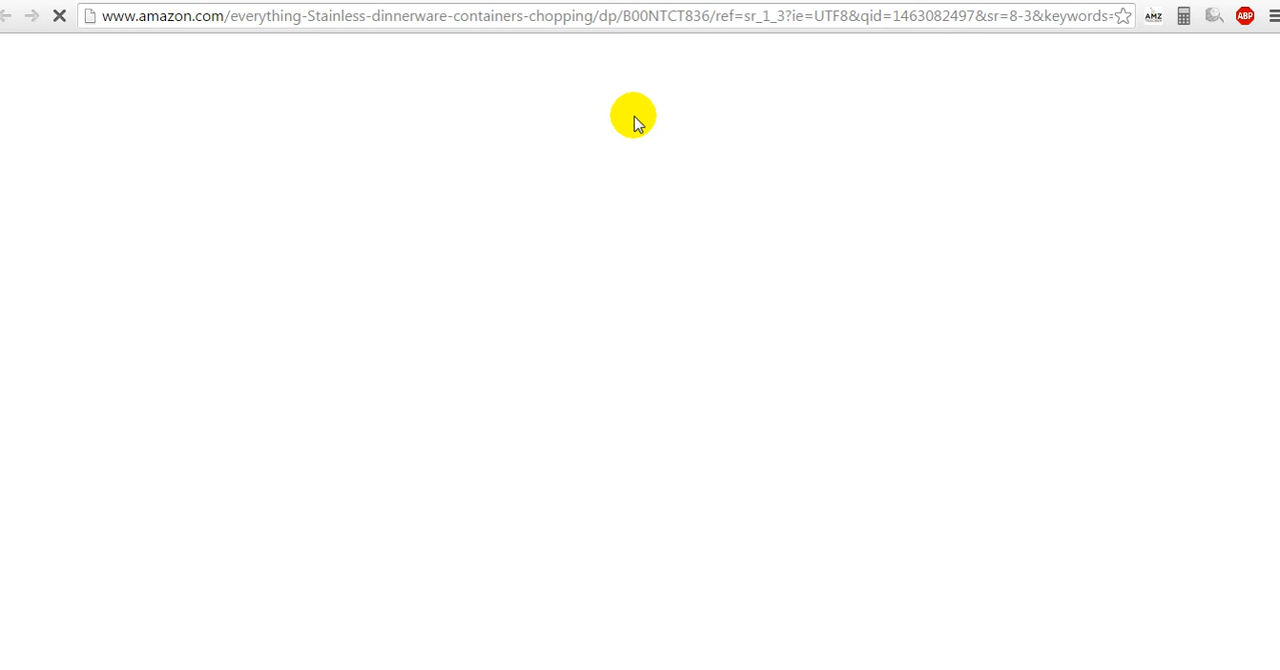 www.amazon.com/everything-Stainless-dinnerware-containers-chopping/dp/B00NTCT836/ref=sr_1_3?ie=UTF8&qid=1463082497&sr=8-3&keywords=
AMZ
ABP